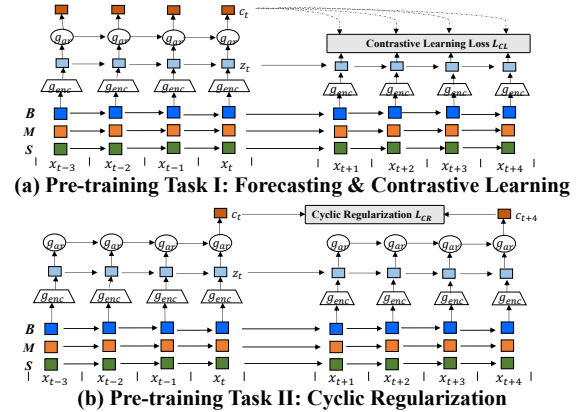 c_t
g_ar g_ar g_ar g_ar
Contrastive Learning Loss L_CL
z_t
g_enc g_enc g_enc g_enc g_enc g_enc g_enc g_enc
B
M
S
x_{t-3} x_{t-2} x_{t-1} x_t x_{t+1} x_{t+2} x_{t+3} x_{t+4}
(a) Pre-training Task I: Forecasting & Contrastive Learning
c_t Cyclic Regularization L_CR c_{t+4}
g_ar g_ar g_ar g_ar g_ar g_ar g_ar g_ar
z_t
g_enc g_enc g_enc g_enc g_enc g_enc g_enc g_enc
B
M
S
x_{t-3} x_{t-2} x_{t-1} x_t x_{t+1} x_{t+2} x_{t+3} x_{t+4}
(b) Pre-training Task II: Cyclic Regularization